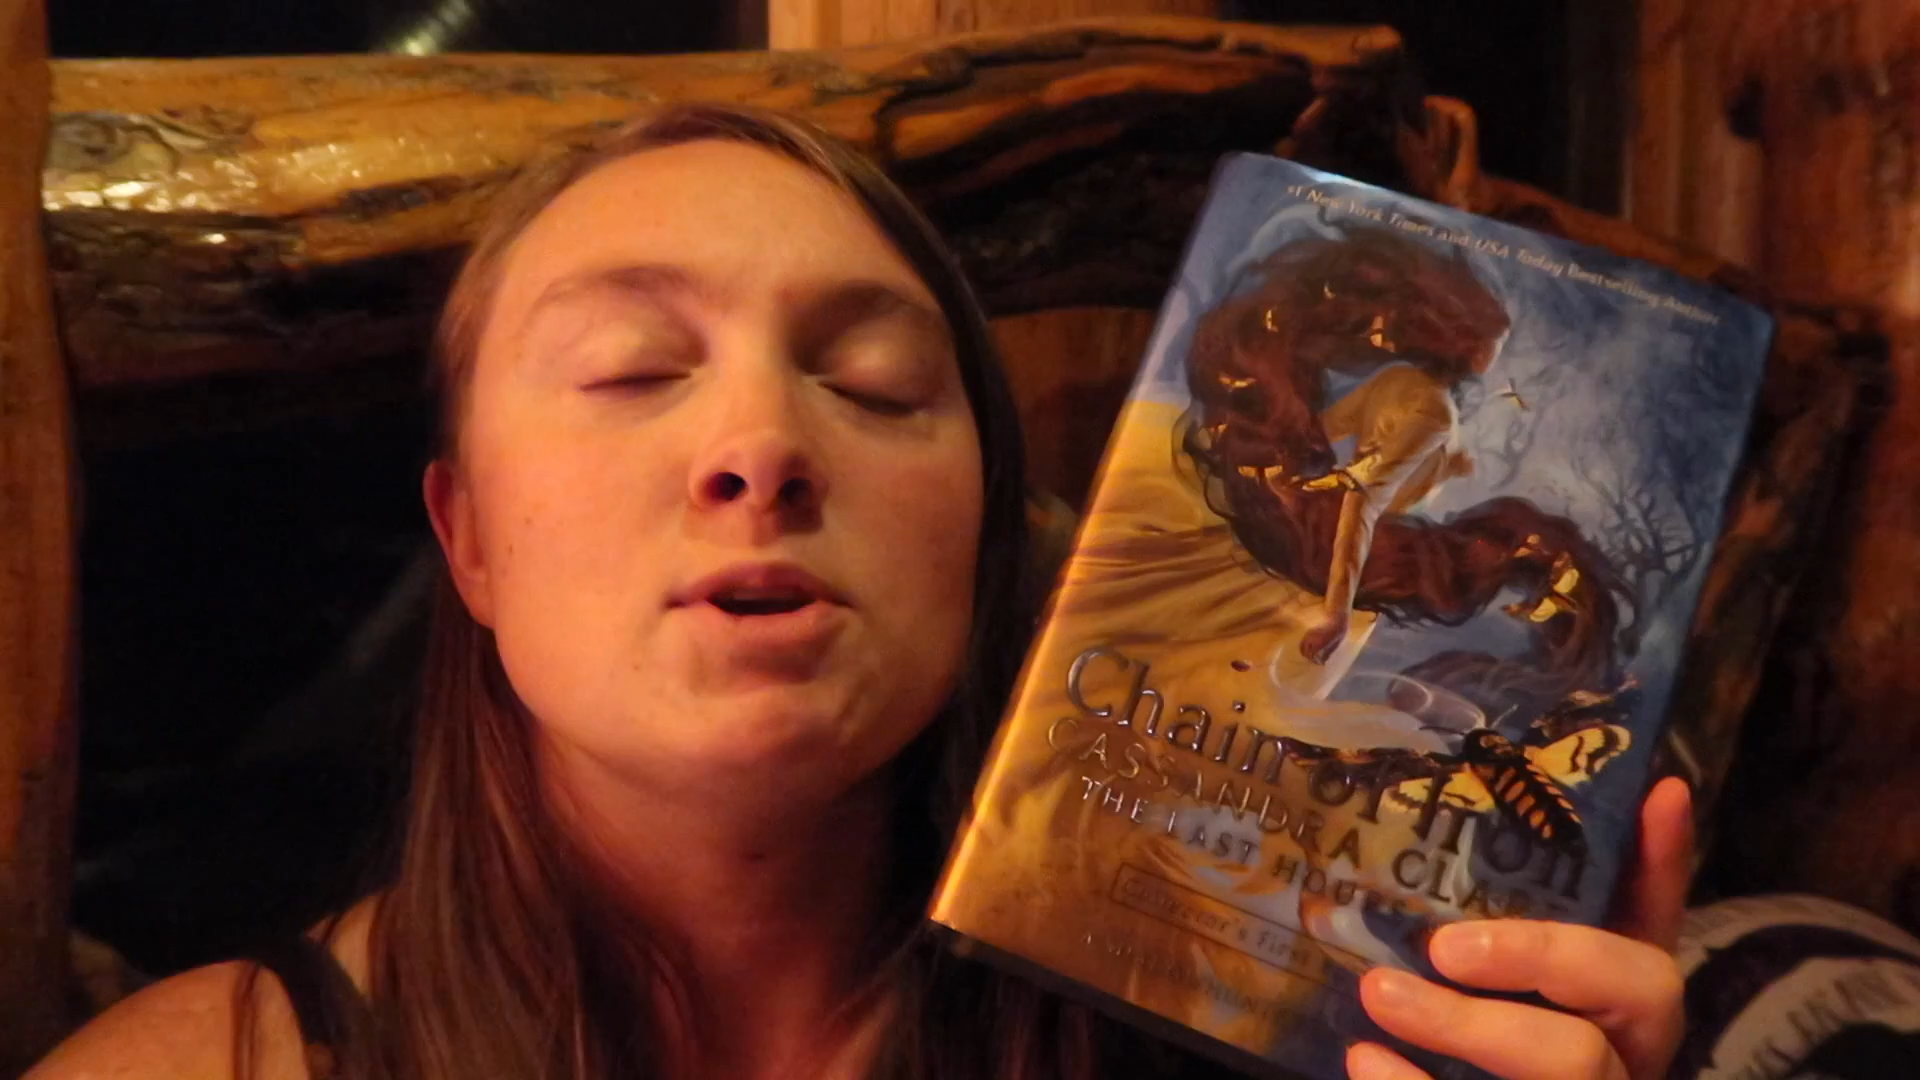 #1 New York Times and USA Today Bestselling Author
Chain of Iron
CASSANDRA CLARE
THE LAST HOURS
Collector's First